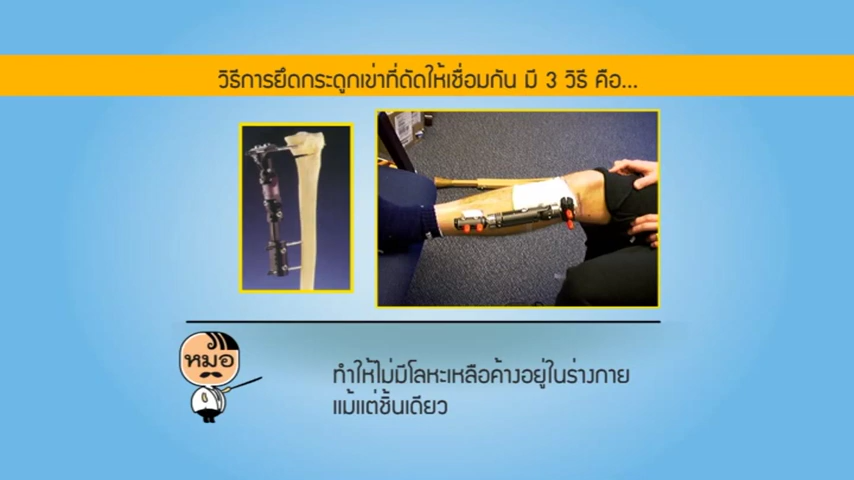 วิธีการยึดกระดูกเข่าที่ดัดให้เชื่อมกัน มี 3 วิธี คือ...
หมอ
ทำให้ไม่มีโลหะเหลือค้างอยู่ในร่างกาย
แม้แต่ชิ้นเดียว